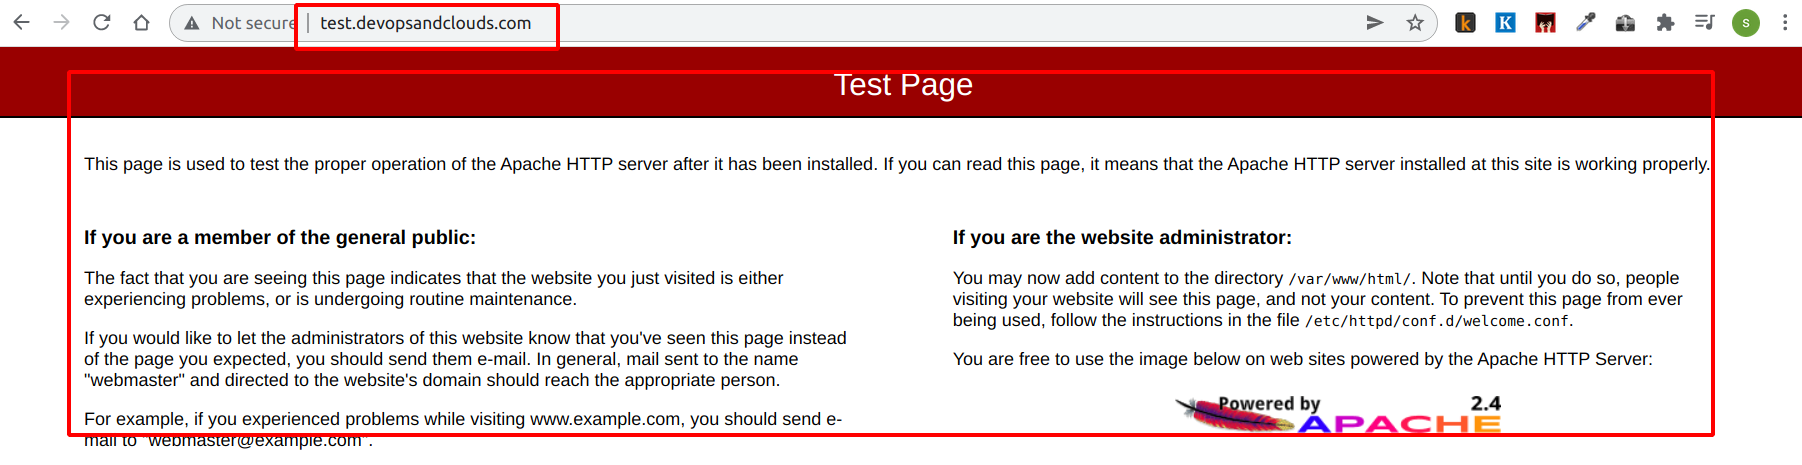 Not secure | test.devopsandclouds.com
s
Test Page
This page is used to test the proper operation of the Apache HTTP server after it has been installed. If you can read this page, it means that the Apache HTTP server installed at this site is working properly.
If you are a member of the general public:
The fact that you are seeing this page indicates that the website you just visited is either
experiencing problems, or is undergoing routine maintenance.
If you would like to let the administrators of this website know that you've seen this page instead
of the page you expected, you should send them e-mail. In general, mail sent to the name
"webmaster" and directed to the website's domain should reach the appropriate person.
For example, if you experienced problems while visiting www.example.com, you should send e-
mail to "webmaster@example.com".
If you are the website administrator:
You may now add content to the directory /var/www/html/. Note that until you do so, people
visiting your website will see this page, and not your content. To prevent this page from ever
being used, follow the instructions in the file /etc/httpd/conf.d/welcome.conf.
You are free to use the image below on web sites powered by the Apache HTTP Server:
Powered by 2.4
APACHE